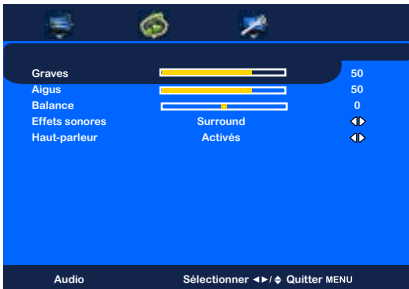 Graves 50
Aigus 50
Balance 0
Effets sonores Surround
Haut-parleur Activés
Audio Sélectionner ◄►/ Quitter MENU